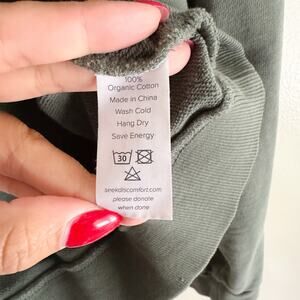 100%
Organic Cotton
Made in China
Wash Cold
Hang Dry
Save Energy
30
seekdiscomfort.com
please donate
when done